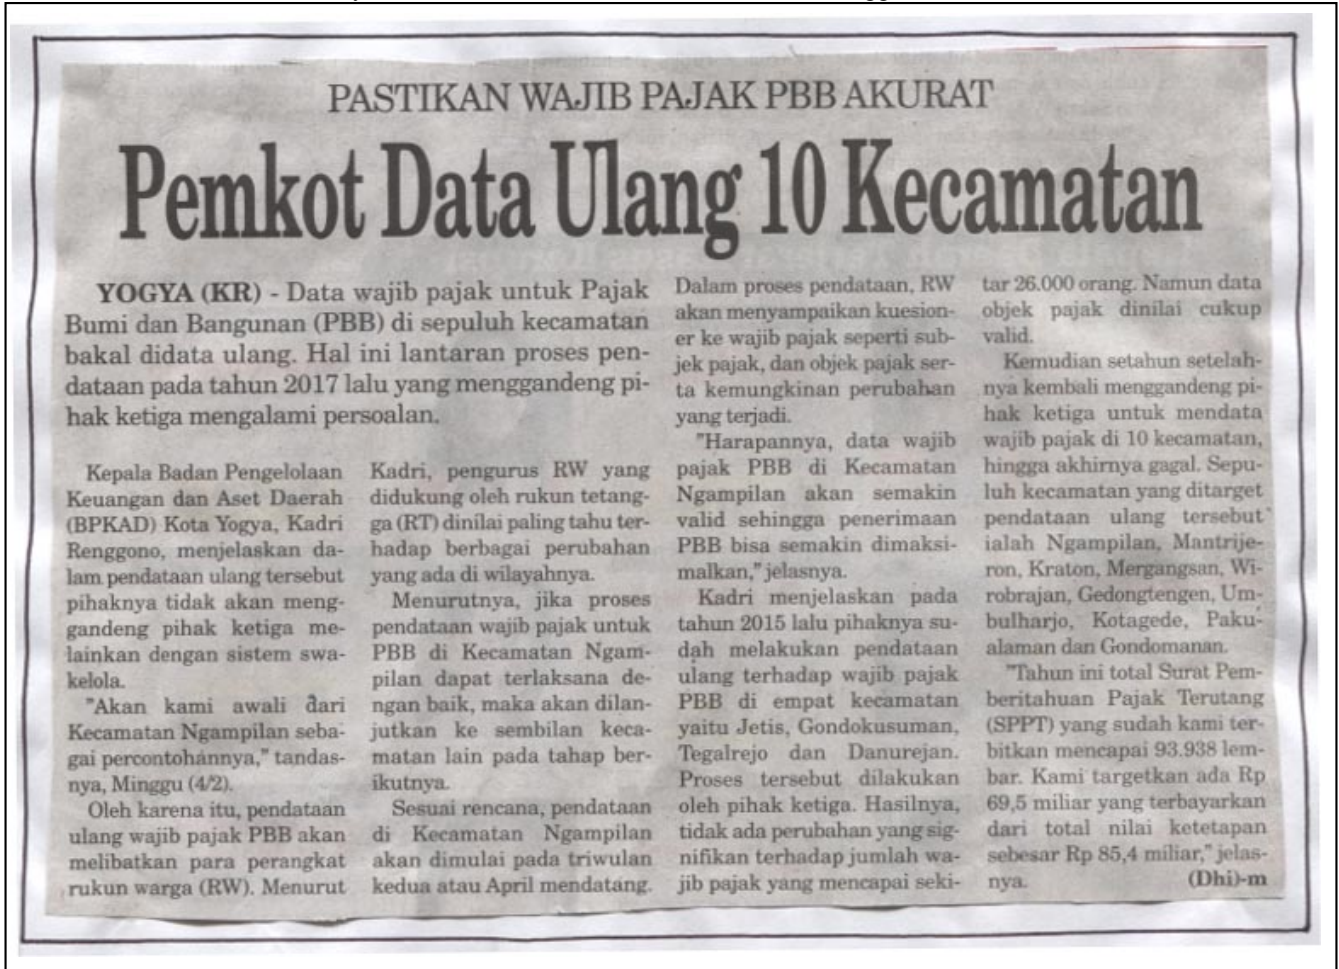 PASTIKAN WAJIB PAJAK PBB AKURAT
Pemkot Data Ulang 10 Kecamatan
YOGYA (KR) - Data wajib pajak untuk Pajak
Bumi dan Bangunan (PBB) di sepuluh kecamatan
bakal didata ulang. Hal ini lantaran proses pen-
dataan pada tahun 2017 lalu yang menggandeng pi-
hak ketiga mengalami persoalan.
Kepala Badan Pengelolaan
Keuangan dan Aset Daerah
(BPKAD) Kota Yogya, Kadri
Renggono, menjelaskan da-
lam pendataan ulang tersebut
pihaknya tidak akan meng-
gandeng pihak ketiga me-
lainkan dengan sistem swa-
kelola.
"Akan kami awali dari
Kecamatan Ngampilan seba-
gai percontohannya," tandas-
nya, Minggu (4/2).
Oleh karena itu, pendataan
ulang wajib pajak PBB akan
melibatkan para perangkat
rukun warga (RW). Menurut
Kadri, pengurus RW yang
didukung oleh rukun tetang-
ga (RT) dinilai paling tahu ter-
hadap berbagai perubahan
yang ada di wilayahnya.
Menurutnya, jika proses
pendataan wajib pajak untuk
PBB di Kecamatan Ngam-
pilan dapat terlaksana de-
ngan baik, maka akan dilan-
jutkan ke sembilan keca-
matan lain pada tahap ber-
ikutnya.
Sesuai rencana, pendataan
di Kecamatan Ngampilan
akan dimulai pada triwulan
kedua atau April mendatang.
Dalam proses pendataan, RW
akan menyampaikan kuesion-
er ke wajib pajak seperti sub-
jek pajak, dan objek pajak ser-
ta kemungkinan perubahan
yang terjadi.
"Harapannya, data wajib
pajak PBB di Kecamatan
Ngampilan akan semakin
valid sehingga penerimaan
PBB bisa semakin dimaksi-
malkan," jelasnya.
Kadri menjelaskan pada
tahun 2015 lalu pihaknya su-
dah melakukan pendataan
ulang terhadap wajib pajak
PBB di empat kecamatan
yaitu Jetis, Gondokusuman,
Tegalrejo dan Danurejan.
Proses tersebut dilakukan
oleh pihak ketiga. Hasilnya,
tidak ada perubahan yang sig-
nifikan terhadap jumlah wa-
jib pajak yang mencapai seki-
tar 26.000 orang. Namun data
objek pajak dinilai cukup
valid.
Kemudian setahun setelah-
nya kembali menggandeng pi-
hak ketiga untuk mendata
wajib pajak di 10 kecamatan,
hingga akhirnya gagal. Sepu-
luh kecamatan yang ditarget
pendataan ulang tersebut
ialah Ngampilan, Mantrije-
ron, Kraton, Mergangsan, Wi-
robrajan, Gedongtengen, Um-
bulharjo, Kotagede, Paku-
alaman dan Gondomanan.
"Tahun ini total Surat Pem-
beritahuan Pajak Terutang
(SPPT) yang sudah kami ter-
bitkan mencapai 93.938 lem-
bar. Kami targetkan ada Rp
69,5 miliar yang terbayarkan
dari total nilai ketetapan
sebesar Rp 85,4 miliar," jelas-
nya. (Dhi)-m